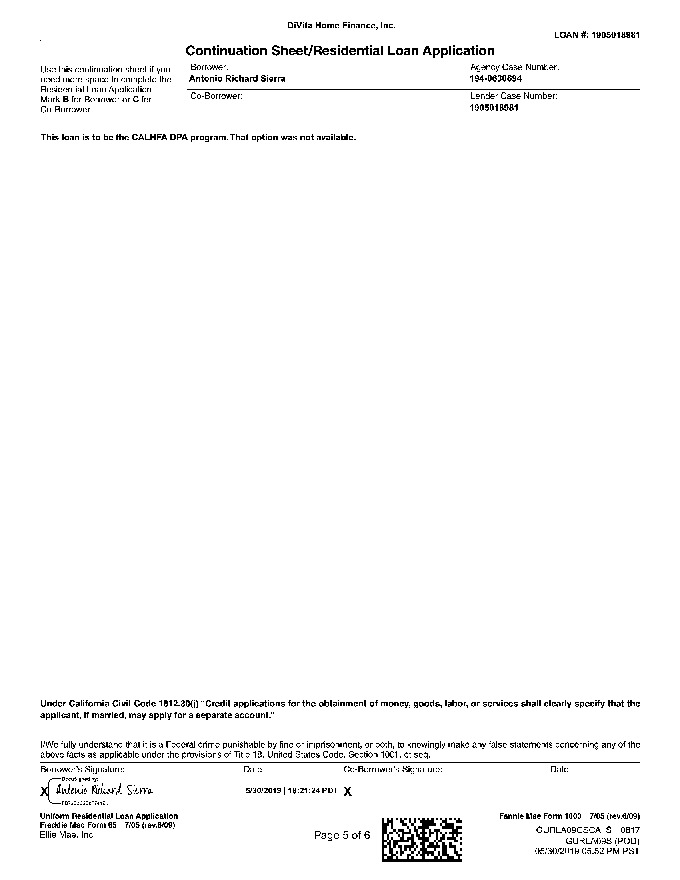 DiVita Home Finance, Inc.
LOAN #: 1905018981
Continuation Sheet/Residential Loan Application
Use this continuation sheet if you
need more space to complete the
Residential Loan Application
Mark B for Borrower or C for
Co-Borrower
Borrower:
Antonio Richard Sierra
Agency Case Number:
194-0630694
Co-Borrower:
Lender Case Number:
1905018981
This loan is to be the CALHFA DPA program. That option was not available.
Under California Civil Code 1812.30(j) "Credit applications for the obtainment of money, goods, labor, or services shall clearly specify that the
applicant, if married, may apply for a separate account."
I/We fully understand that it is a Federal crime punishable by fine or imprisonment, or both, to knowingly make any false statements concerning any of the
above facts as applicable under the provisions of Title 18, United States Code, Section 1001, et seq.
Borrower's Signature: Date Co-Borrower's Signature: Date
DocuSigned by:
X Antonio Richard Sierra 5/30/2019 | 18:21:24 PDT X
Uniform Residential Loan Application
Freddie Mac Form 65 7/05 (rev.6/09)
Ellie Mae, Inc
Page 5 of 6
Fannie Mae Form 1003 7/05 (rev.6/09)
0817
GURLA09S (POD)
05/30/2019 05:52 PM PST